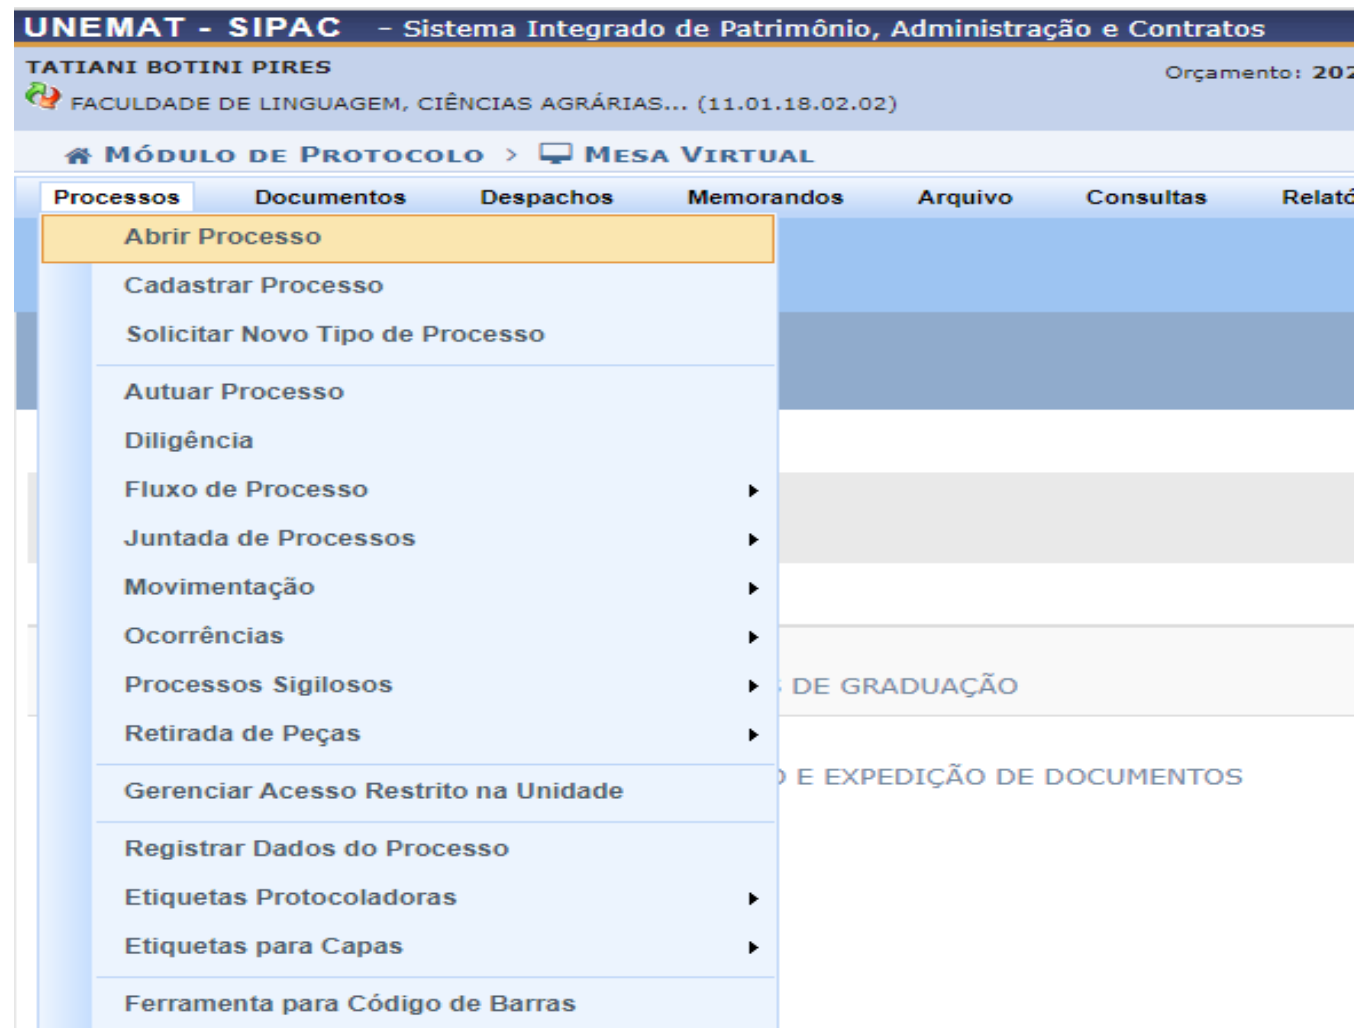 UNEMAT - SIPAC - Sistema Integrado de Patrimônio, Administração e Contratos
TATIANI BOTINI PIRES
Orçamento: 202
FACULDADE DE LINGUAGEM, CIÊNCIAS AGRÁRIAS... (11.01.18.02.02)
MÓDULO DE PROTOCOLO > MESA VIRTUAL
Processos Documentos Despachos Memorandos Arquivo Consultas Relató
Abrir Processo
Cadastrar Processo
Solicitar Novo Tipo de Processo
Autuar Processo
Diligência
Fluxo de Processo
Juntada de Processos
Movimentação
Ocorrências
Processos Sigilosos
DE GRADUAÇÃO
Retirada de Peças
E EXPEDIÇÃO DE DOCUMENTOS
Gerenciar Acesso Restrito na Unidade
Registrar Dados do Processo
Etiquetas Protocoladoras
Etiquetas para Capas
Ferramenta para Código de Barras